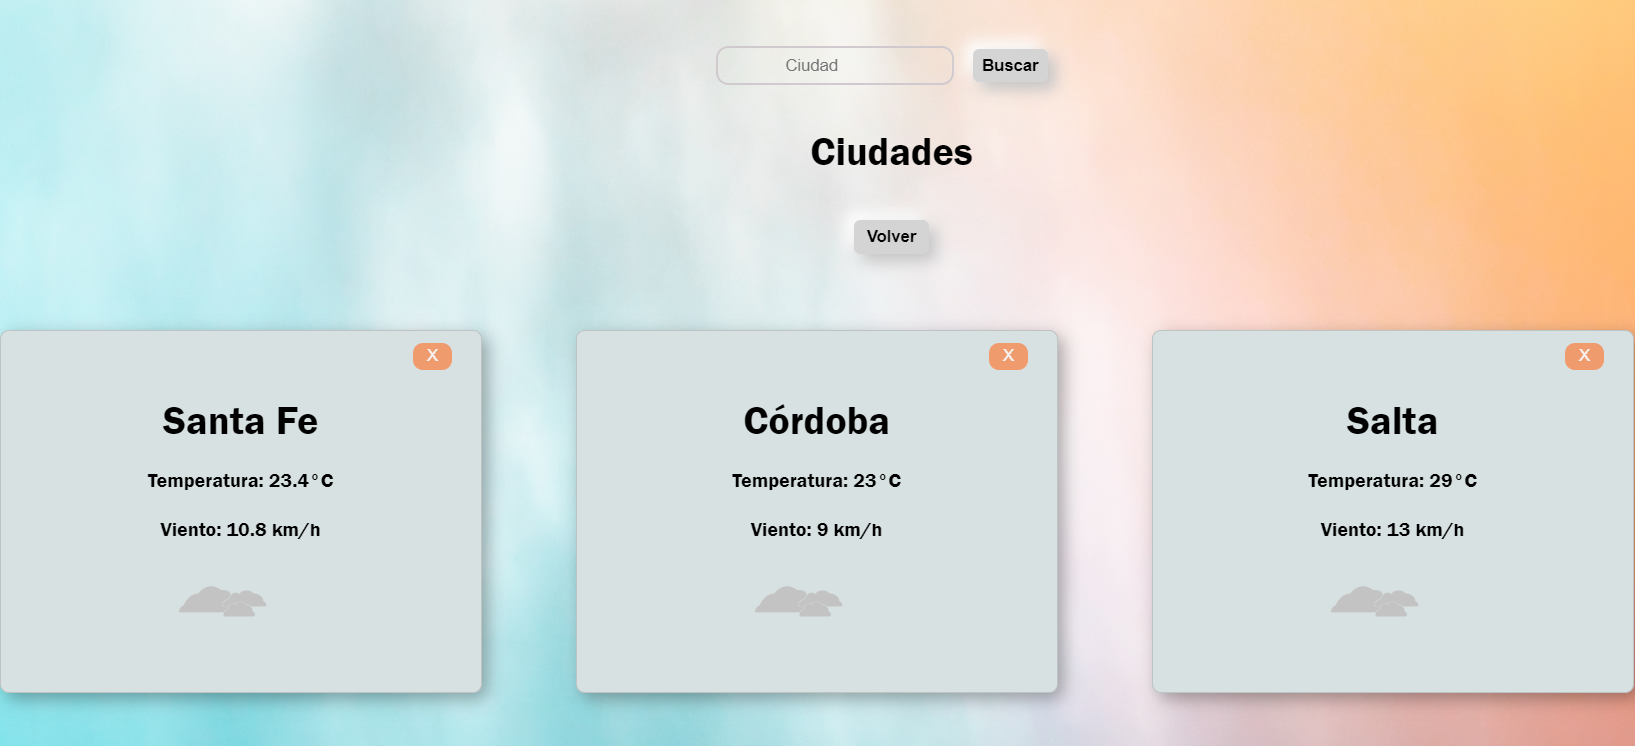 Ciudad Buscar
Ciudades
Volver
X
Santa Fe
Temperatura: 23.4°C
Viento: 10.8 km/h
X
Córdoba
Temperatura: 23°C
Viento: 9 km/h
X
Salta
Temperatura: 29°C
Viento: 13 km/h